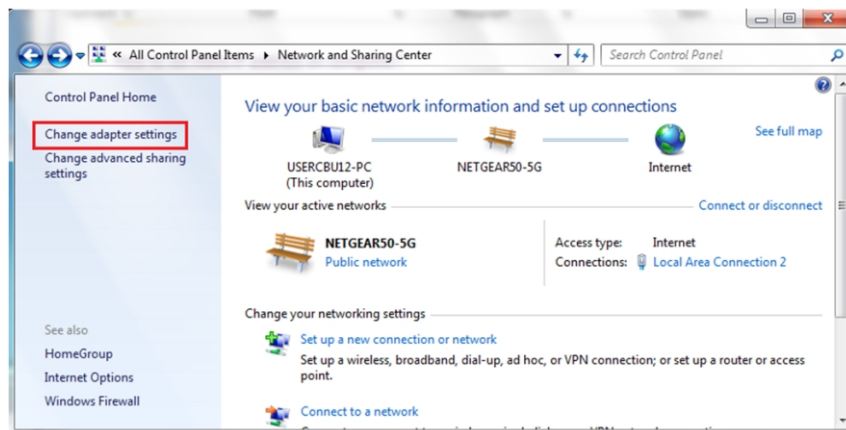 « All Control Panel Items ▸ Network and Sharing Center
Search Control Panel
Control Panel Home
Change adapter settings
Change advanced sharing
settings
See also
HomeGroup
Internet Options
Windows Firewall
View your basic network information and set up connections
See full map
USERCBU12-PC
(This computer)
NETGEAR50-5G
Internet
View your active networks
Connect or disconnect
NETGEAR50-5G
Public network
Access type: Internet
Connections: Local Area Connection 2
Change your networking settings
Set up a new connection or network
Set up a wireless, broadband, dial-up, ad hoc, or VPN connection; or set up a router or access
point.
Connect to a network